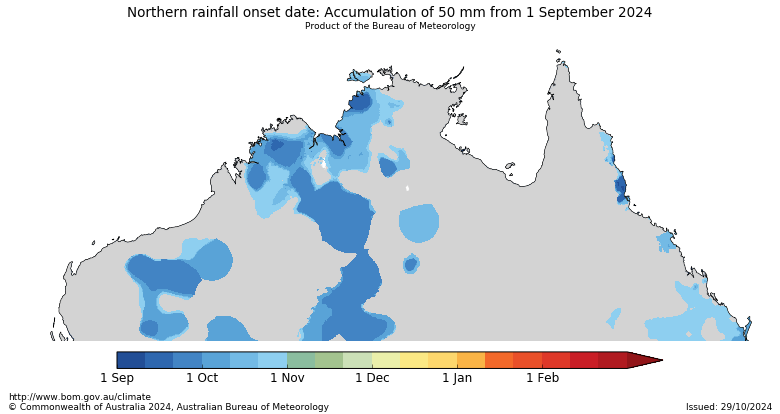 Northern rainfall onset date: Accumulation of 50 mm from 1 September 2024
Product of the Bureau of Meteorology
1 Sep 1 Oct 1 Nov 1 Dec 1 Jan 1 Feb
http://www.bom.gov.au/climate
© Commonwealth of Australia 2024, Australian Bureau of Meteorology Issued: 29/10/2024